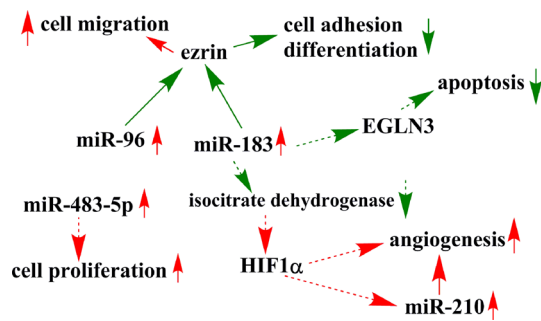 cell migration
cell adhesion
differentiation
ezrin
apoptosis
EGLN3
miR-96
miR-183
miR-483-5p
isocitrate dehydrogenase
cell proliferation
HIF1α
angiogenesis
miR-210